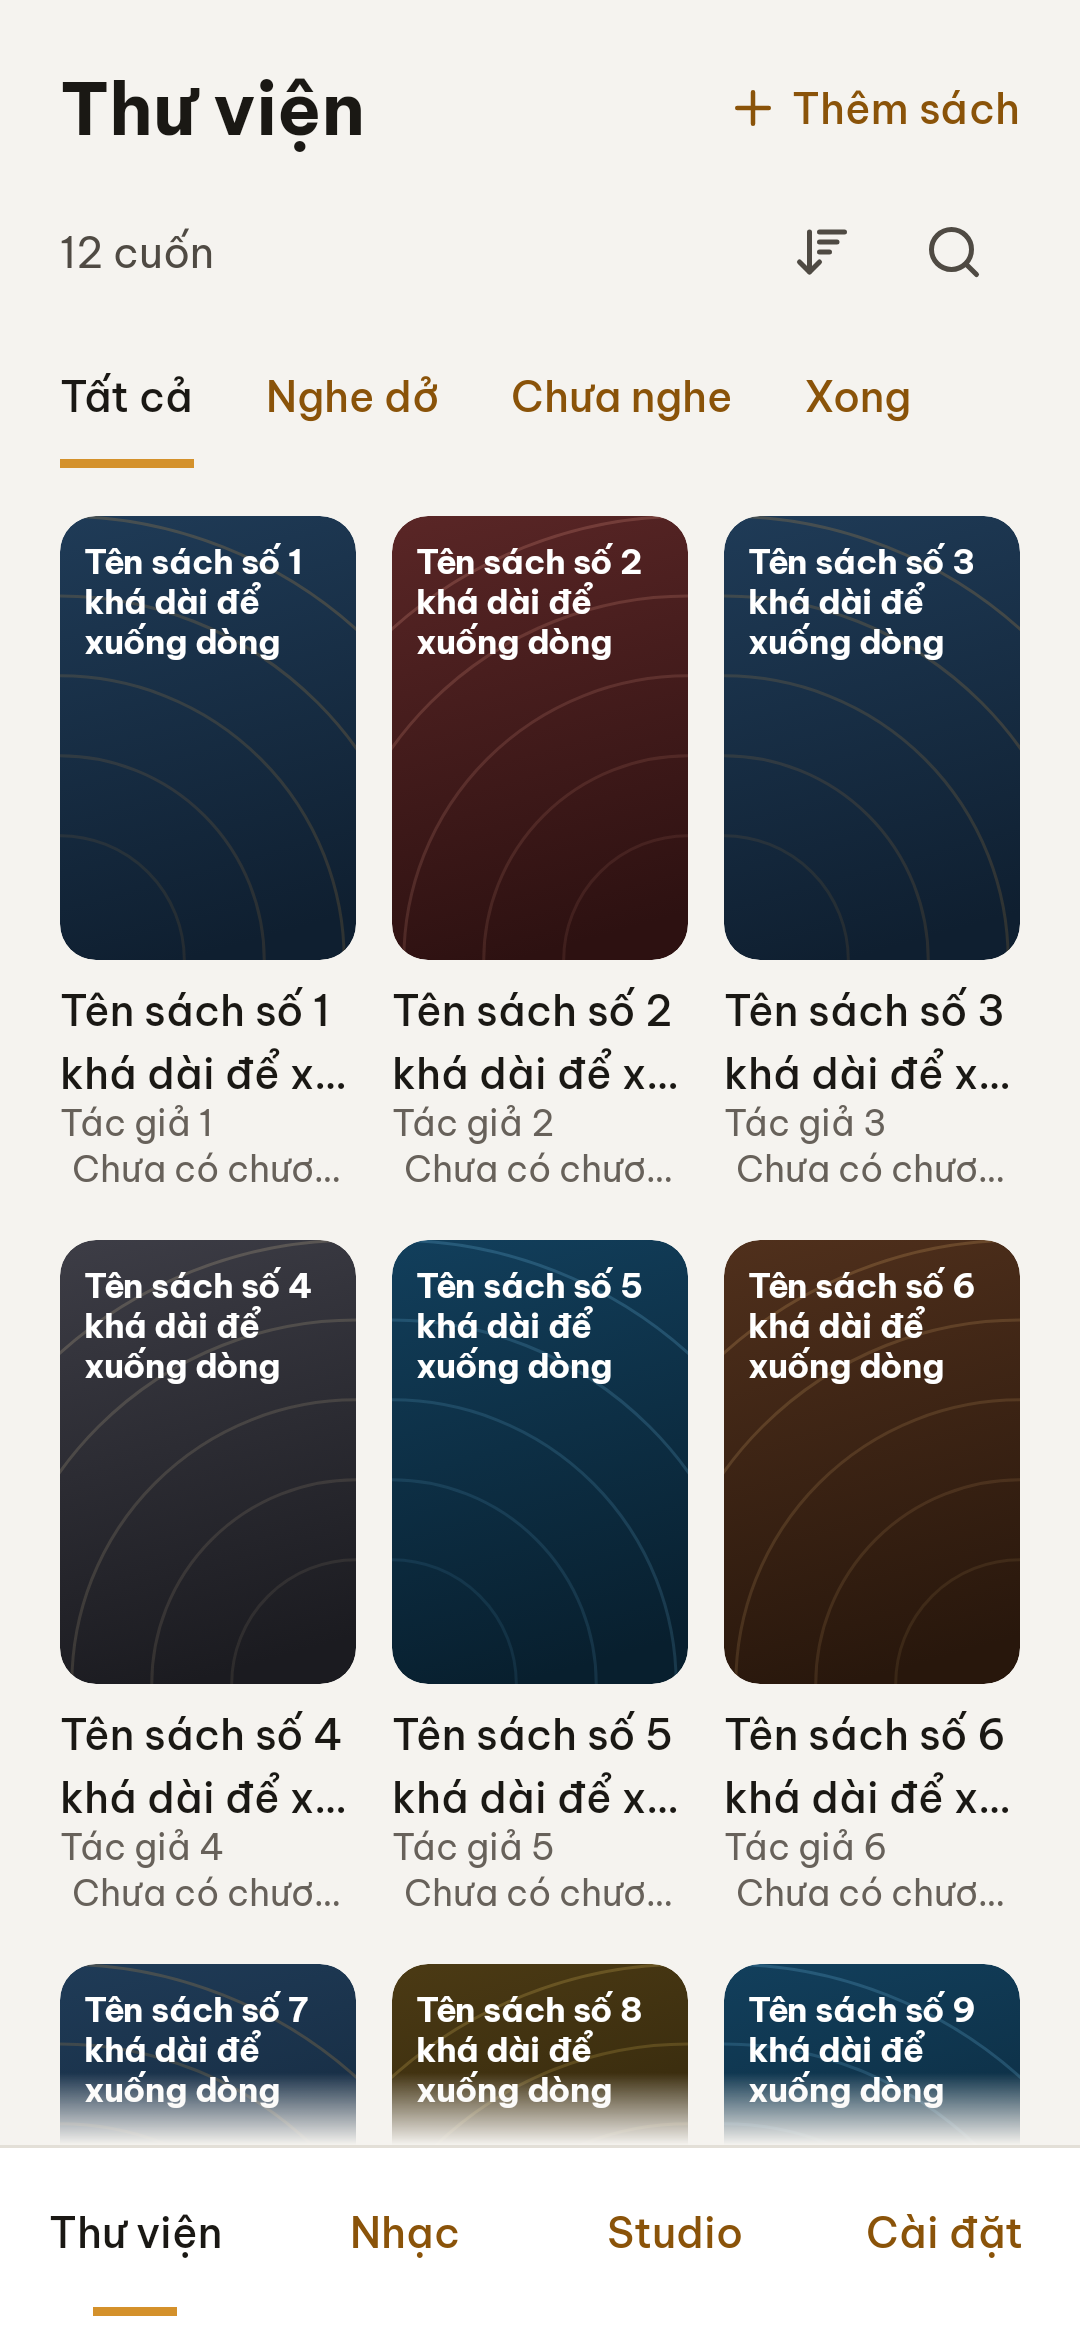 Thư viện
Thêm sách
12 cuốn
Tất cả
Nghe dở
Chưa nghe
Xong
Tên sách số 1
khá dài để
xuống dòng
Tên sách số 2
khá dài để
xuống dòng
Tên sách số 3
khá dài để
xuống dòng
Tên sách số 1
khá dài để x...
Tác giả 1
Chưa có chươ...
Tên sách số 2
khá dài để x...
Tác giả 2
Chưa có chươ...
Tên sách số 3
khá dài để x...
Tác giả 3
Chưa có chươ...
Tên sách số 4
khá dài để
xuống dòng
Tên sách số 5
khá dài để
xuống dòng
Tên sách số 6
khá dài để
xuống dòng
Tên sách số 4
khá dài để x...
Tác giả 4
Chưa có chươ...
Tên sách số 5
khá dài để x...
Tác giả 5
Chưa có chươ...
Tên sách số 6
khá dài để x...
Tác giả 6
Chưa có chươ...
Tên sách số 7
khá dài để
xuống dòng
Tên sách số 8
khá dài để
xuống dòng
Tên sách số 9
khá dài để
xuống dòng
Thư viện
Nhạc
Studio
Cài đặt